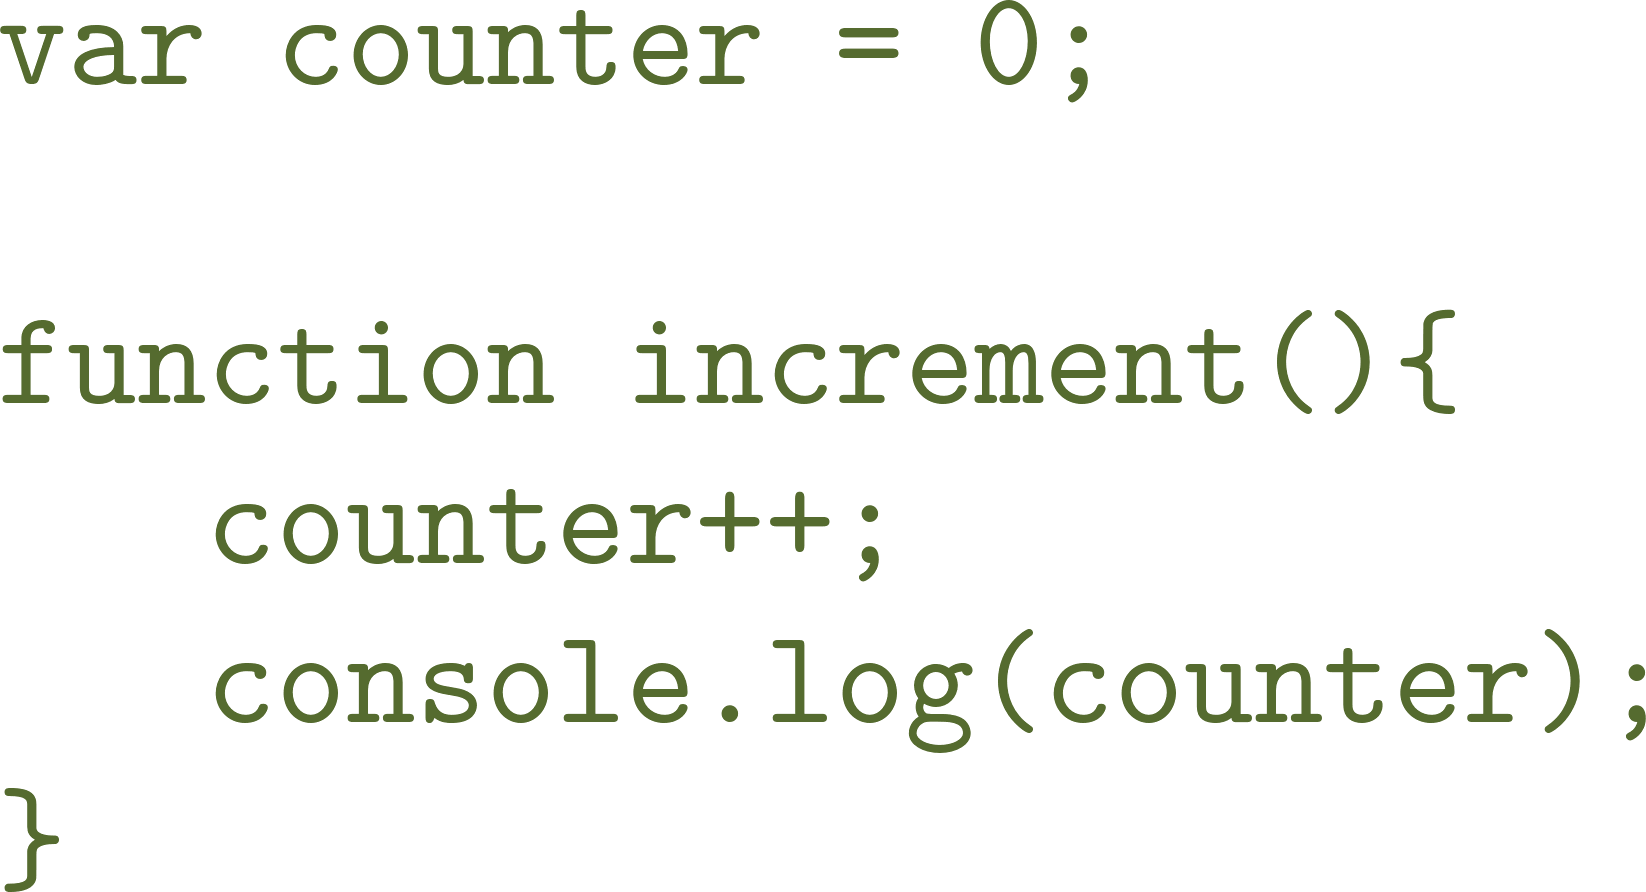 var counter = 0;

function increment(){
   counter++;
   console.log(counter);
}